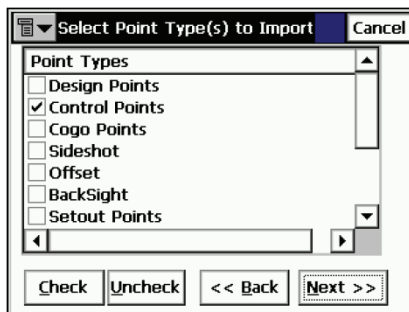 Select Point Type(s) to Import Cancel
Point Types
Design Points
Control Points
Cogo Points
Sideshot
Offset
BackSight
Setout Points
Check Uncheck << Back Next >>